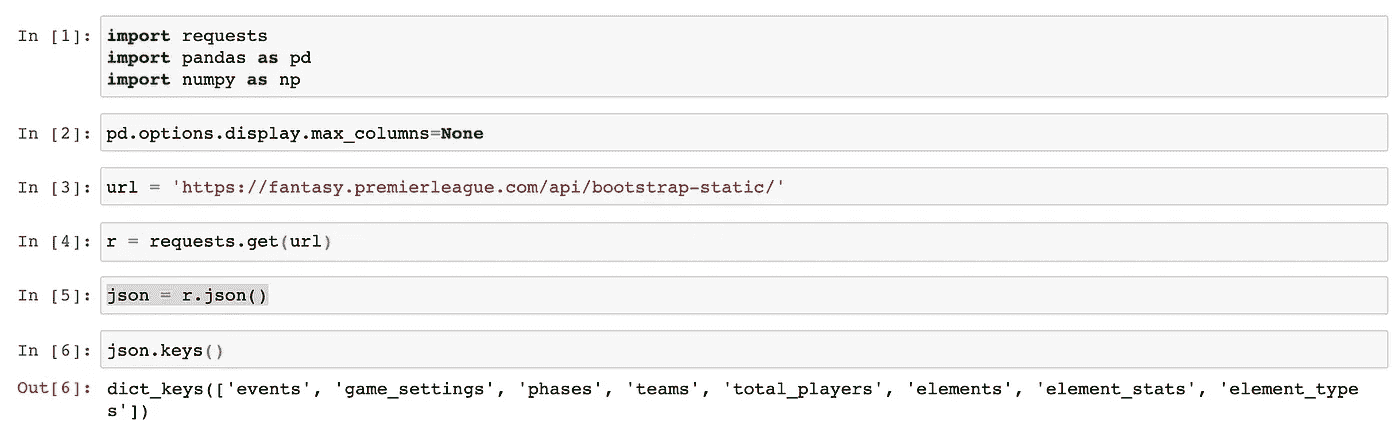 In [1]: import requests
import pandas as pd
import numpy as np
In [2]: pd.options.display.max_columns=None
In [3]: url = 'https://fantasy.premierleague.com/api/bootstrap-static/'
In [4]: r = requests.get(url)
In [5]: json = r.json()
In [6]: json.keys()
Out[6]: dict_keys(['events', 'game_settings', 'phases', 'teams', 'total_players', 'elements', 'element_stats', 'element_type
s'])